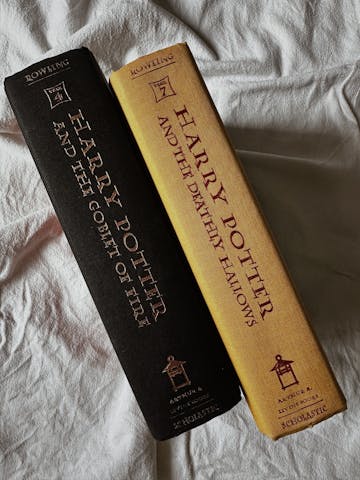 ROWLING
YEAR
4
HARRY POTTER
AND THE GOBLET OF FIRE
ARTHUR A.
LEVINE BOOKS
SCHOLASTIC
ROWLING
YEAR
7
HARRY POTTER
AND THE DEATHLY HALLOWS
ARTHUR A.
LEVINE BOOKS
SCHOLASTIC